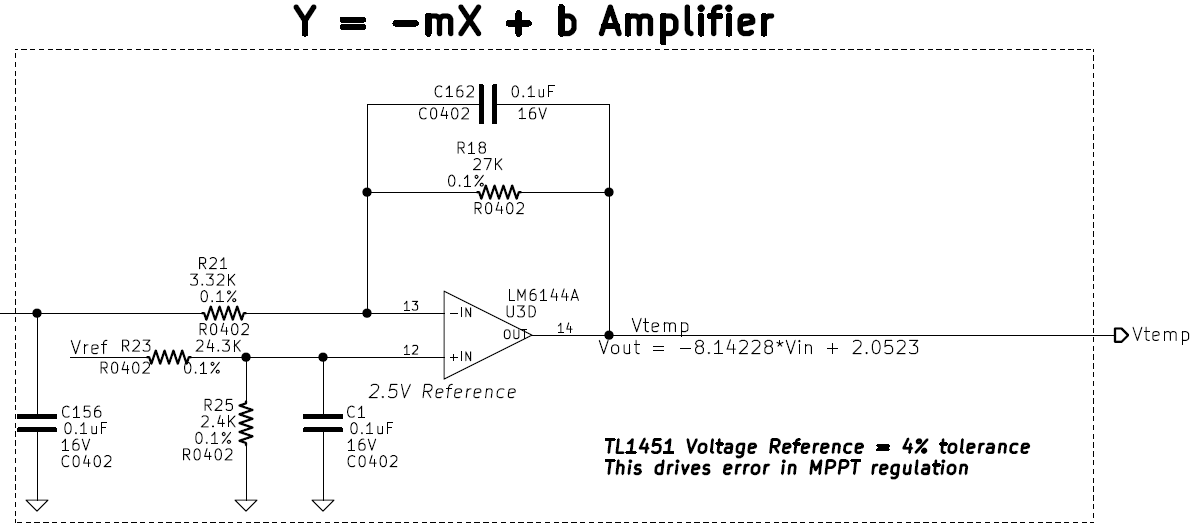 Y = -mX + b Amplifier
C162 0.1uF
C0402 16V
R18
27K
0.1%
R0402
R21
3.32K
0.1%
R0402
LM6144A
U3D
13 -IN
OUT 14
12 +IN
Vtemp
Vout = -8.14228*Vin + 2.0523
Vtemp
Vref R23 24.3K
R0402 0.1%
2.5V Reference
C156
0.1uF
16V
C0402
R25
2.4K
0.1%
R0402
C1
0.1uF
16V
C0402
TL1451 Voltage Reference = 4% tolerance
This drives error in MPPT regulation